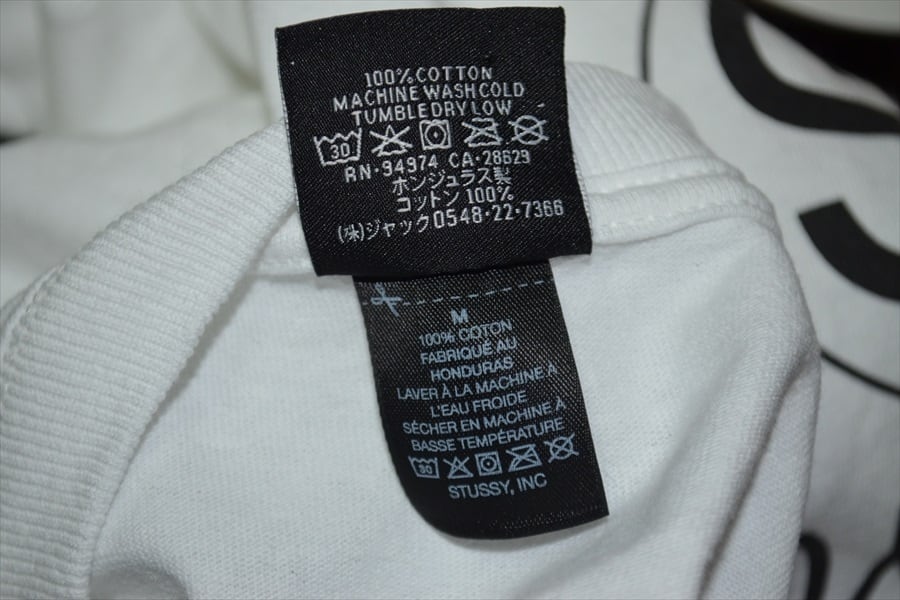 100% COTTON
MACHINE WASH COLD
TUMBLE DRY LOW
30
RN·94974 CA·28629
ホンジュラス製
コットン 100%
(株)ジャック0548·22·7366
M
100% COTON
FABRIQUÉ AU
HONDURAS
LAVER À LA MACHINE A
L'EAU FROIDE
SÉCHER EN MACHINE A
BASSE TEMPÉRATURE
30
STUSSY, INC